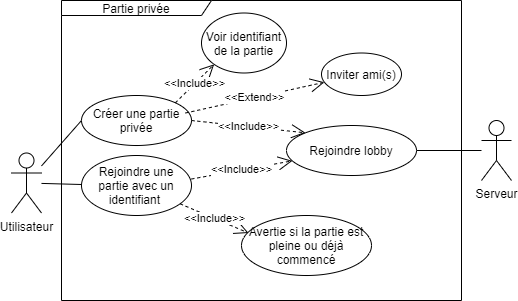 Partie privée
Voir identifiant
de la partie
Inviter ami(s)
<<Include>>
<<Extend>>
Créer une partie
privée
<<Include>>
Rejoindre lobby
Rejoindre une
partie avec un
identifiant
<<Include>>
Utilisateur
Serveur
<<Include>>
Avertie si la partie est
pleine ou déjà
commencé